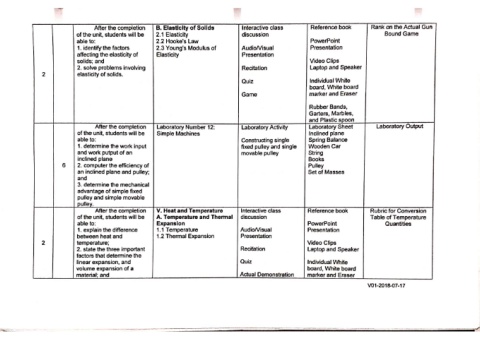 After the completion
of the unit, students will be
able to:
1. identify the factors
affecting the elasticity of
solids; and
2. solve problems involving
elasticity of solids.
B. Elasticity of Solids
2.1 Elasticity
2.2 Hooke's Law
2.3 Young's Modulus of
Elasticity
Interactive class
discussion
Audio/Visual
Presentation
Recitation
Quiz
Game
Reference book
PowerPoint
Presentation
Video Clips
Laptop and Speaker
Individual White
board, White board
marker and Eraser
Rubber Bands,
Garters, Marbles,
and Plastic spoon
Rank on the Actual Gun
Bound Game
2
After the completion
of the unit, students will be
able to:
1. determine the work input
and work output of an
inclined plane
2. compute the efficiency of
an inclined plane and pulley;
and
3. determine the mechanical
advantage of simple fixed
pulley and simple movable
pulley.
Laboratory Number 12:
Simple Machines
Laboratory Activity
Constructing single
fixed pulley and single
movable pulley
Laboratory Sheet
Inclined plane
Spring Balance
Wooden Car
String
Books
Pulley
Set of Masses
Laboratory Output
6
After the completion
of the unit, students will be
able to:
1. explain the difference
between heat and
temperature;
2. state the three important
factors that determine the
linear expansion, and
volume expansion of a
material; and
V. Heat and Temperature
A. Temperature and Thermal
Expansion
1.1 Temperature
1.2 Thermal Expansion
Interactive class
discussion
Audio/Visual
Presentation
Recitation
Quiz
Actual Demonstration
Reference book
PowerPoint
Presentation
Video Clips
Laptop and Speaker
Individual White
board, White board
marker and Eraser
Rubric for Conversion
Table of Temperature
Quantities
2
V01-2018-07-17